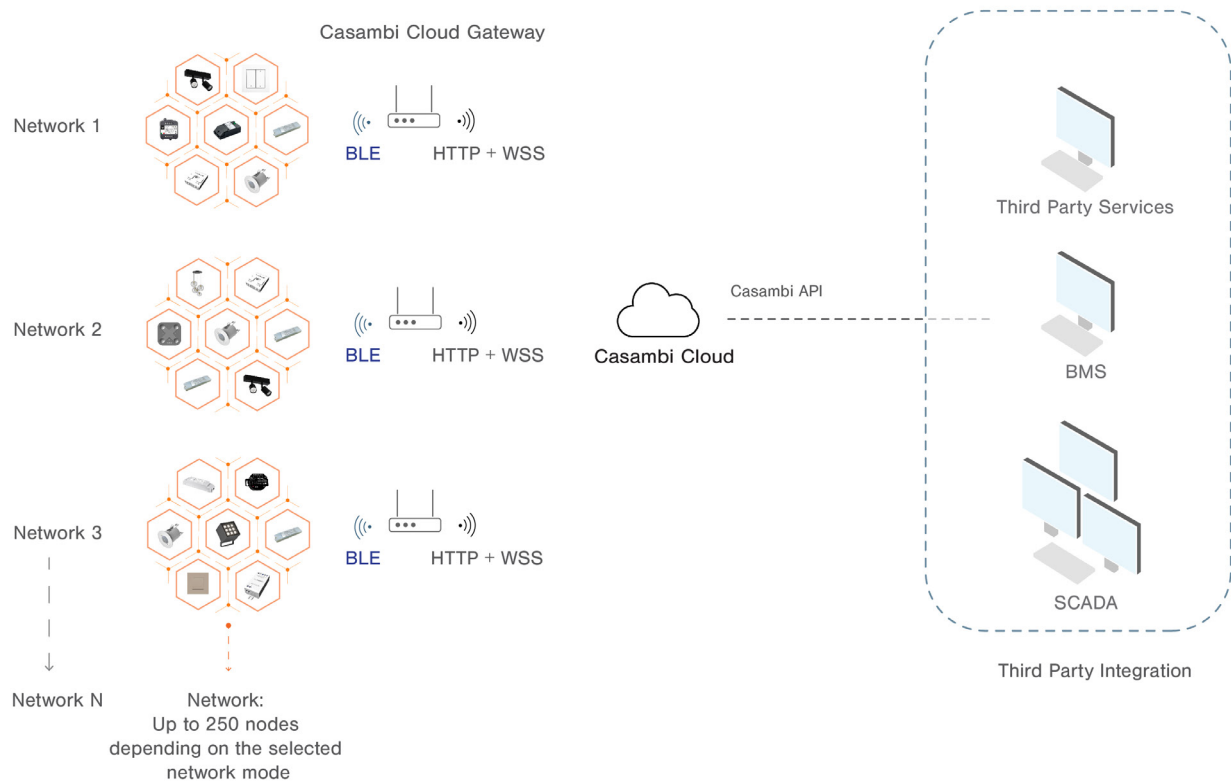 Casambi Cloud Gateway
Network 1
BLE
HTTP + WSS
Third Party Services
Network 2
BLE
HTTP + WSS
Casambi Cloud
Casambi API
BMS
Network 3
BLE
HTTP + WSS
SCADA
Third Party Integration
Network N
Network:
Up to 250 nodes
depending on the selected
network mode